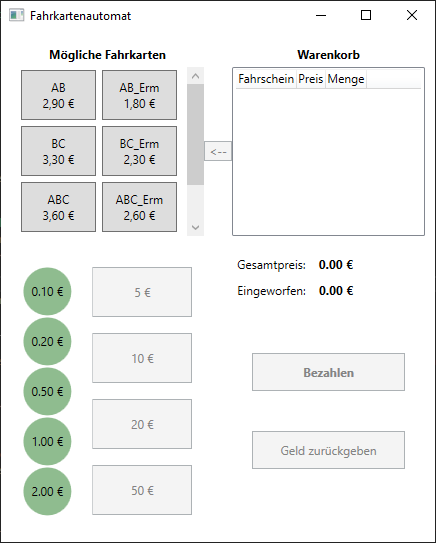 Fahrkartenautomat
Mögliche Fahrkarten
AB
2,90 €
AB_Erm
1,80 €
BC
3,30 €
BC_Erm
2,30 €
ABC
3,60 €
ABC_Erm
2,60 €
<--
Warenkorb
Fahrschein Preis Menge
Gesamtpreis: 0.00 €
Eingeworfen: 0.00 €
0.10 €
0.20 €
0.50 €
1.00 €
2.00 €
5 €
10 €
20 €
50 €
Bezahlen
Geld zurückgeben